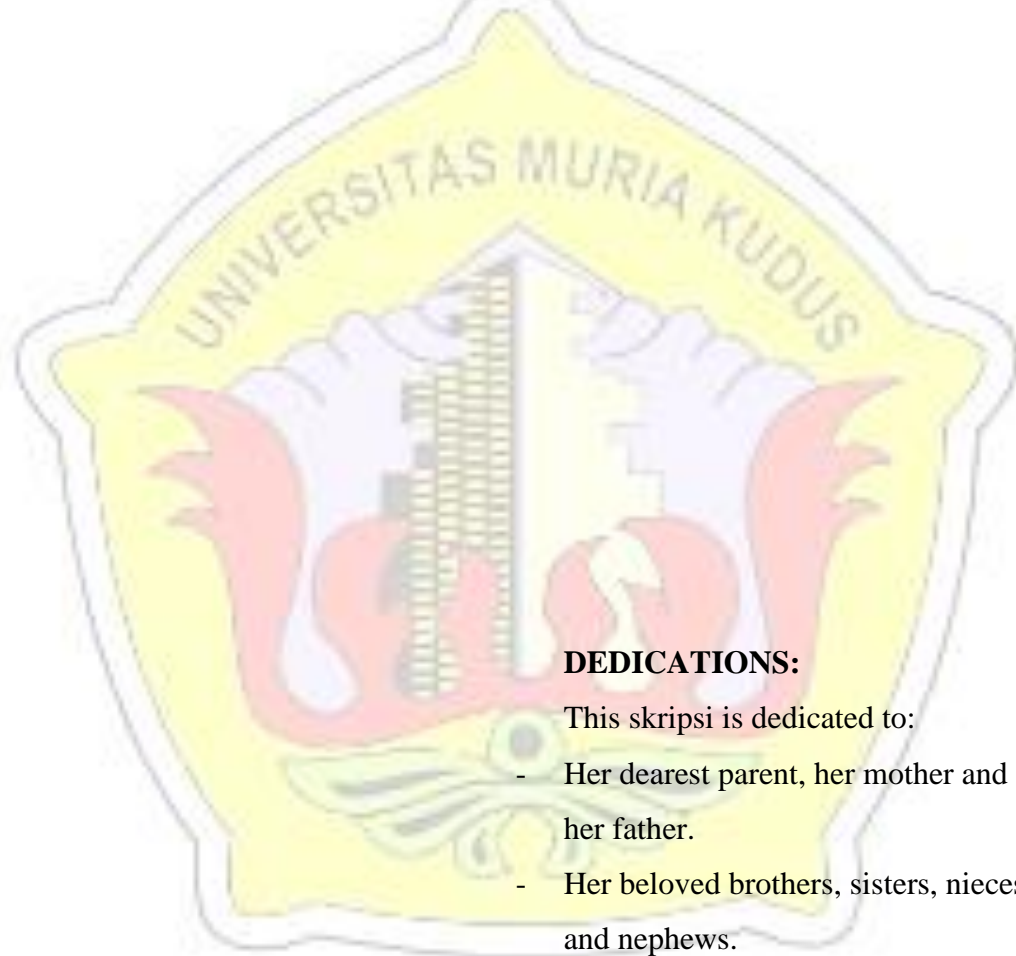 UNIVERSITAS MURIA KUDUS
DEDICATIONS:
This skripsi is dedicated to:
- Her dearest parent, her mother and
her father.
- Her beloved brothers, sisters, nieces
and nephews.